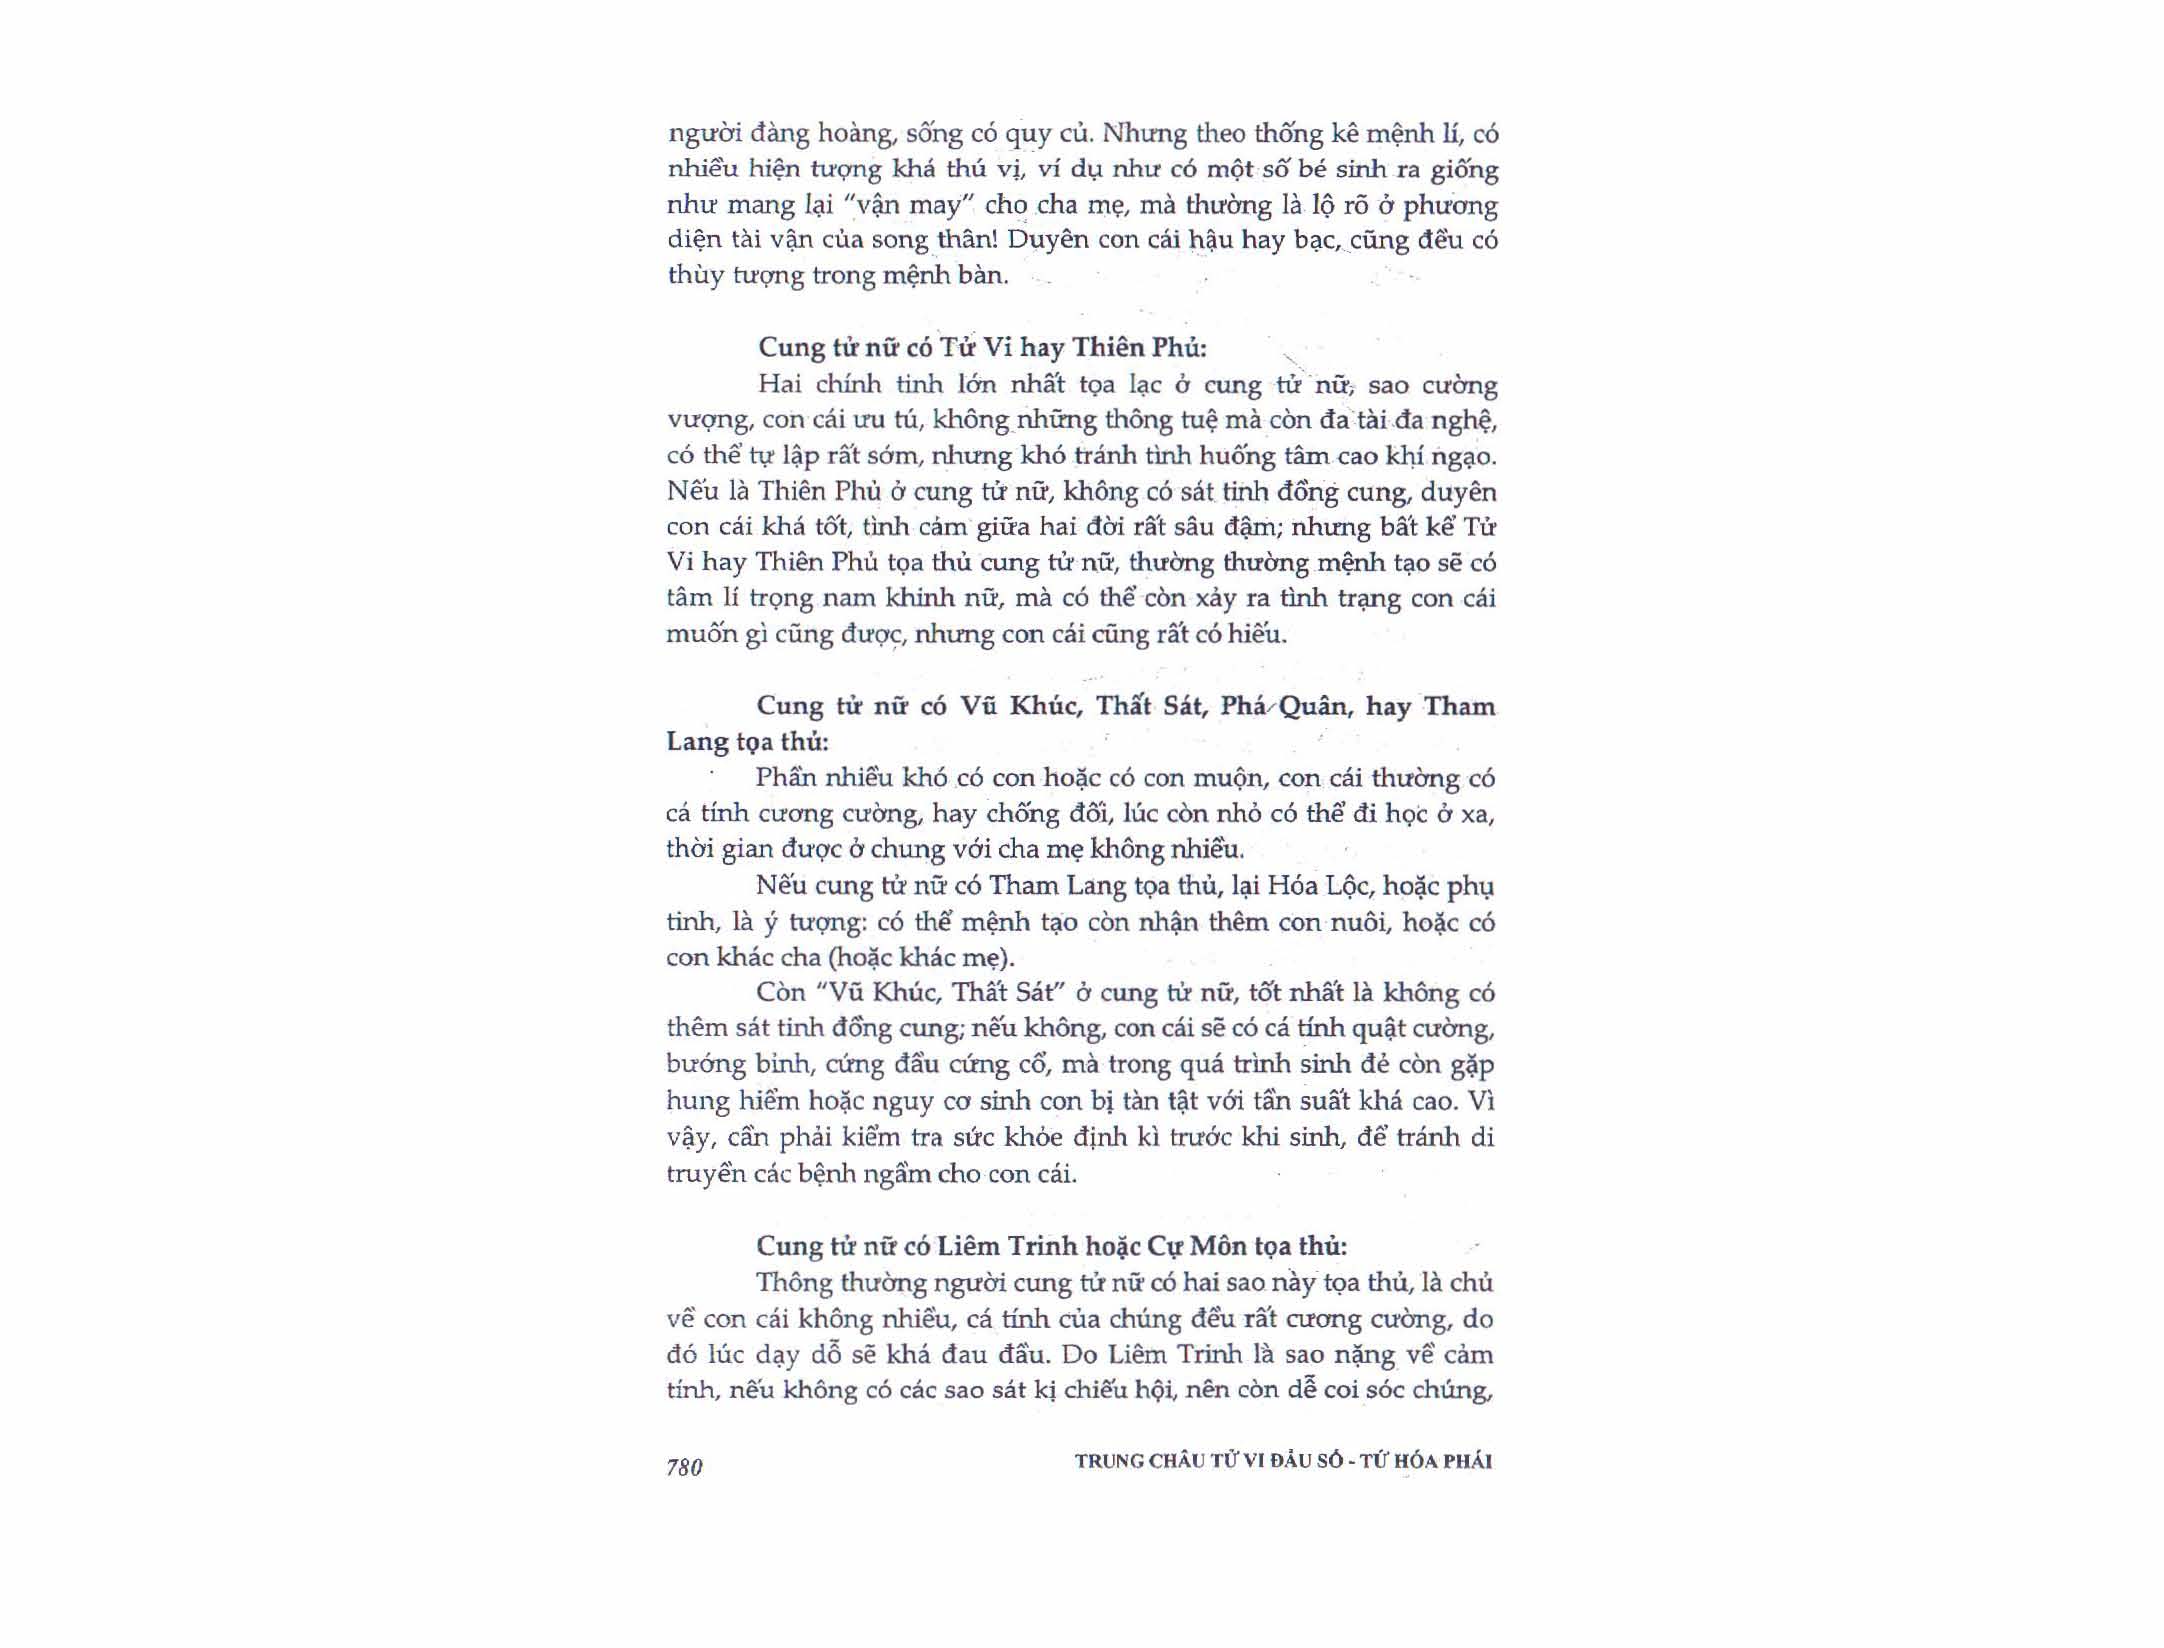 người đàng hoàng, sống có quy củ. Nhưng theo thống kê mệnh lí, có
nhiều hiện tượng khá thú vị, ví dụ như có một số bé sinh ra giống
như mang lại "vận may" cho cha mẹ, mà thường là lộ rõ ở phương
diện tài vận của song thân! Duyên con cái hậu hay bạc, cũng đều có
thùy tượng trong mệnh bàn.
Cung tử nữ có Tử Vi hay Thiên Phủ:
Hai chính tinh lớn nhất tọa lạc ở cung tử nữ, sao cường
vượng, con cái ưu tú, không những thông tuệ mà còn đa tài đa nghệ,
có thể tự lập rất sớm, nhưng khó tránh tình huống tâm cao khí ngạo.
Nếu là Thiên Phủ ở cung tử nữ, không có sát tinh đồng cung, duyên
con cái khá tốt, tình cảm giữa hai đời rất sâu đậm; nhưng bất kể Tử
Vi hay Thiên Phủ tọa thủ cung tử nữ, thường thường mệnh tạo sẽ có
tâm lí trọng nam khinh nữ, mà có thể còn xảy ra tình trạng con cái
muốn gì cũng được, nhưng con cái cũng rất có hiếu.
Cung tử nữ có Vũ Khúc, Thất Sát, Phá Quân, hay Tham
Lang tọa thủ:
Phần nhiều khó có con hoặc có con muộn, con cái thường có
cá tính cương cường, hay chống đối, lúc còn nhỏ có thể đi học ở xa,
thời gian được ở chung với cha mẹ không nhiều.
Nếu cung tử nữ có Tham Lang tọa thủ, lại Hóa Lộc, hoặc phụ
tinh, là ý tượng: có thể mệnh tạo còn nhận thêm con nuôi, hoặc có
con khác cha (hoặc khác mẹ).
Còn "Vũ Khúc, Thất Sát" ở cung tử nữ, tốt nhất là không có
thêm sát tinh đồng cung; nếu không, con cái sẽ có cá tính quật cường,
bướng bỉnh, cứng đầu cứng cổ, mà trong quá trình sinh đẻ còn gặp
hung hiểm hoặc nguy cơ sinh con bị tàn tật với tần suất khá cao. Vì
vậy, cần phải kiểm tra sức khỏe định kì trước khi sinh, để tránh di
truyền các bệnh ngầm cho con cái.
Cung tử nữ có Liêm Trinh hoặc Cự Môn tọa thủ:
Thông thường người cung tử nữ có hai sao này tọa thủ, là chủ
về con cái không nhiều, cá tính của chúng đều rất cương cường, do
đó lúc dạy dỗ sẽ khá đau đầu. Do Liêm Trinh là sao nặng về cảm
tính, nếu không có các sao sát kị chiếu hội, nên còn dễ coi sóc chúng,
780 TRUNG CHÂU TỬ VI ĐẨU SỐ - TỨ HÓA PHÁI